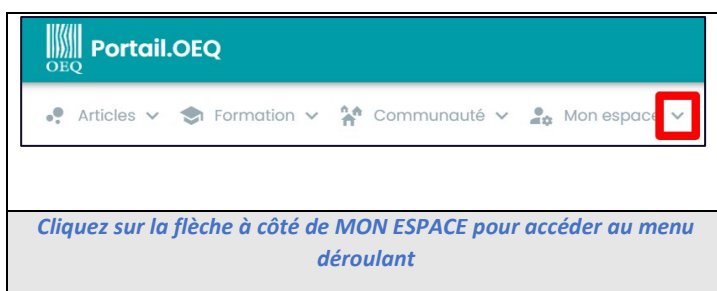 OEQ
Portail.OEQ
Articles Formation Communauté Mon espace
Cliquez sur la flèche à côté de MON ESPACE pour accéder au menu
déroulant